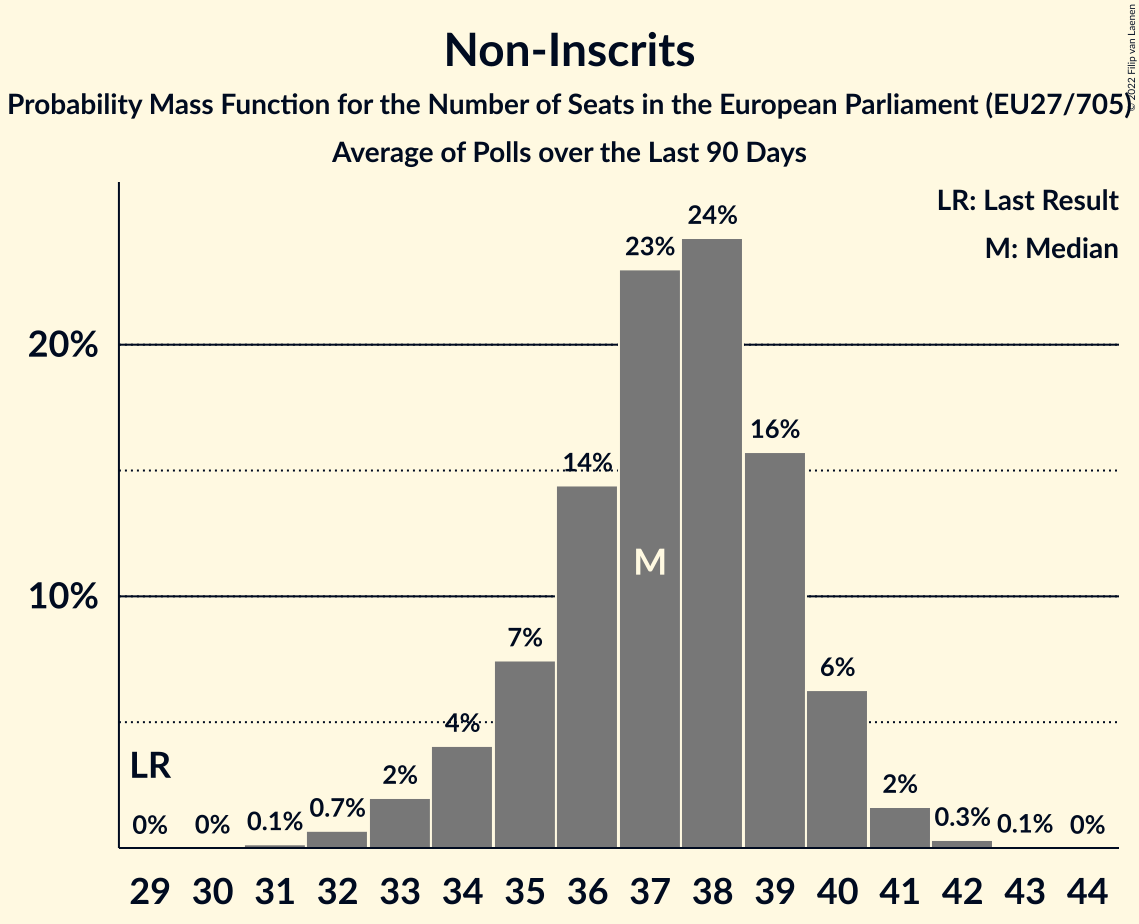 Non-Inscrits
Probability Mass Function for the Number of Seats in the European Parliament (EU27/705)
Average of Polls over the Last 90 Days
© 2022 Filip van Laenen
LR: Last Result
M: Median
20%
10%
LR
M
0% 0% 0.1% 0.7% 2% 4% 7% 14% 23% 24% 16% 6% 2% 0.3% 0.1% 0%
29 30 31 32 33 34 35 36 37 38 39 40 41 42 43 44